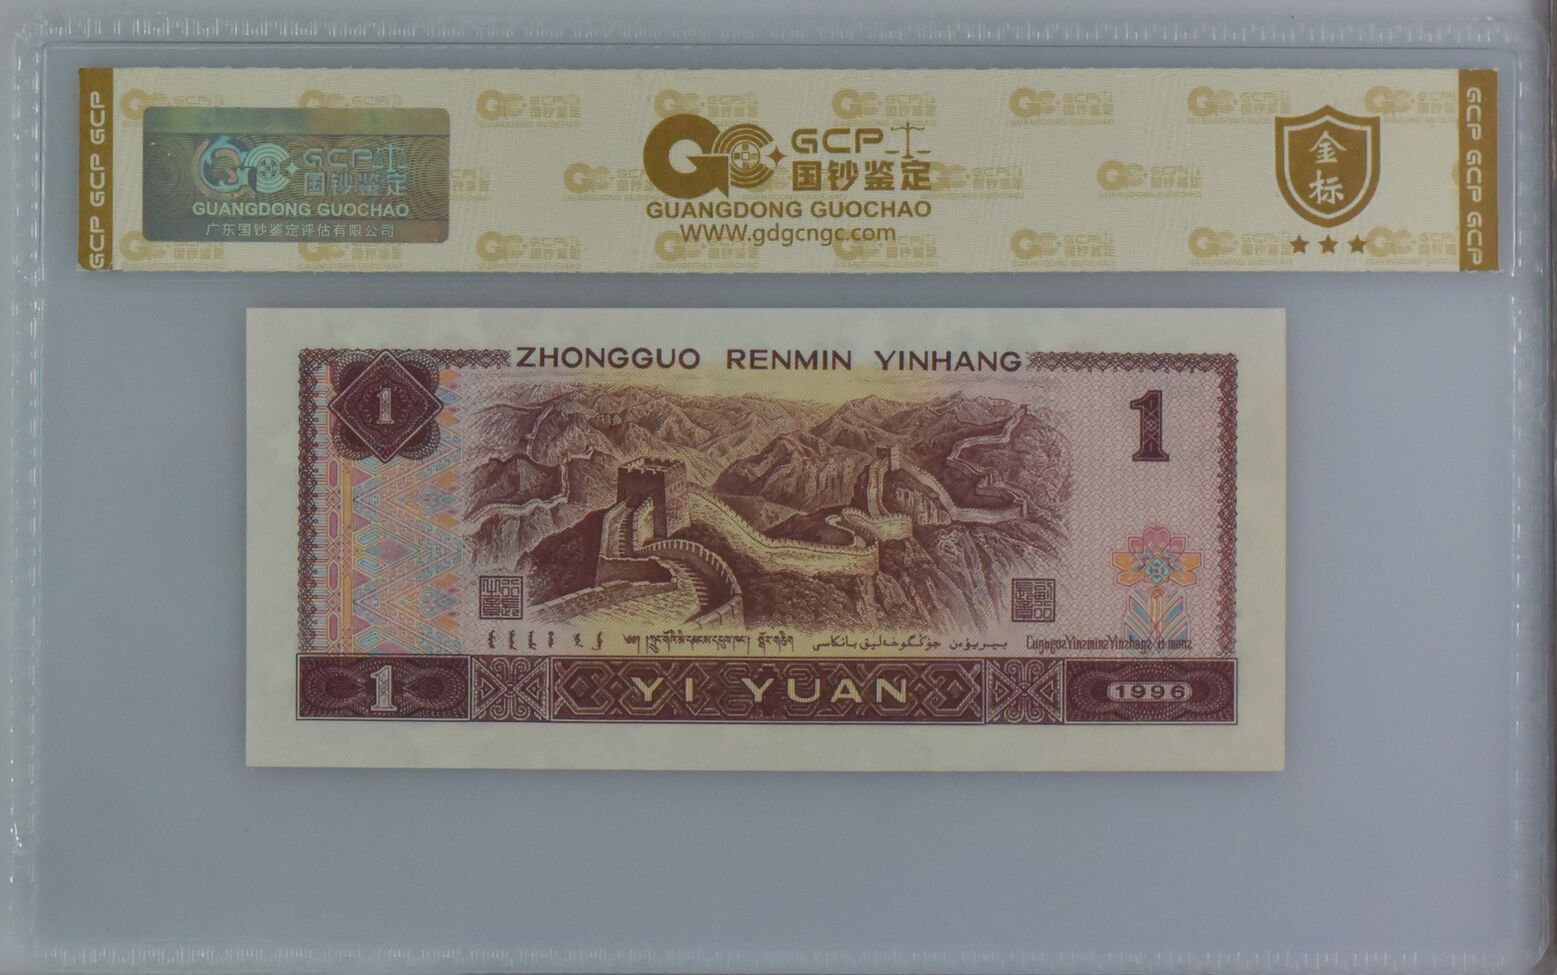 GCP GCP GCP
GCP
国钞鉴定
GUANGDONG GUOCHAO
广东国钞鉴定评估有限公司
GCP
国钞鉴定
GUANGDONG GUOCHAO
WWW.gdgcngc.com
金
标
GCP GCP GCP
ZHONGGUO RENMIN YINHANG
1
1
1
YI YUAN
1996